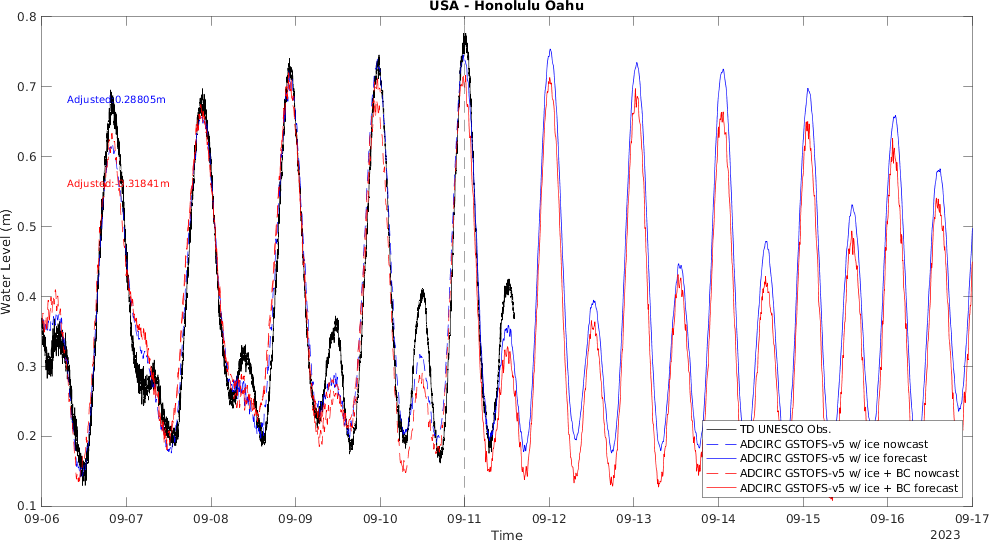 USA - Honolulu Oahu
0.8
0.7
0.6
0.5
0.4
0.3
0.2
0.1
Water Level (m)
Adjusted:0.28805m
Adjusted:-0.31841m
TD UNESCO Obs.
ADCIRC GSTOFS-v5 w/ ice nowcast
ADCIRC GSTOFS-v5 w/ ice forecast
ADCIRC GSTOFS-v5 w/ ice + BC nowcast
ADCIRC GSTOFS-v5 w/ ice + BC forecast
09-06 09-07 09-08 09-09 09-10 09-11 09-12 09-13 09-14 09-15 09-16 09-17
Time
2023